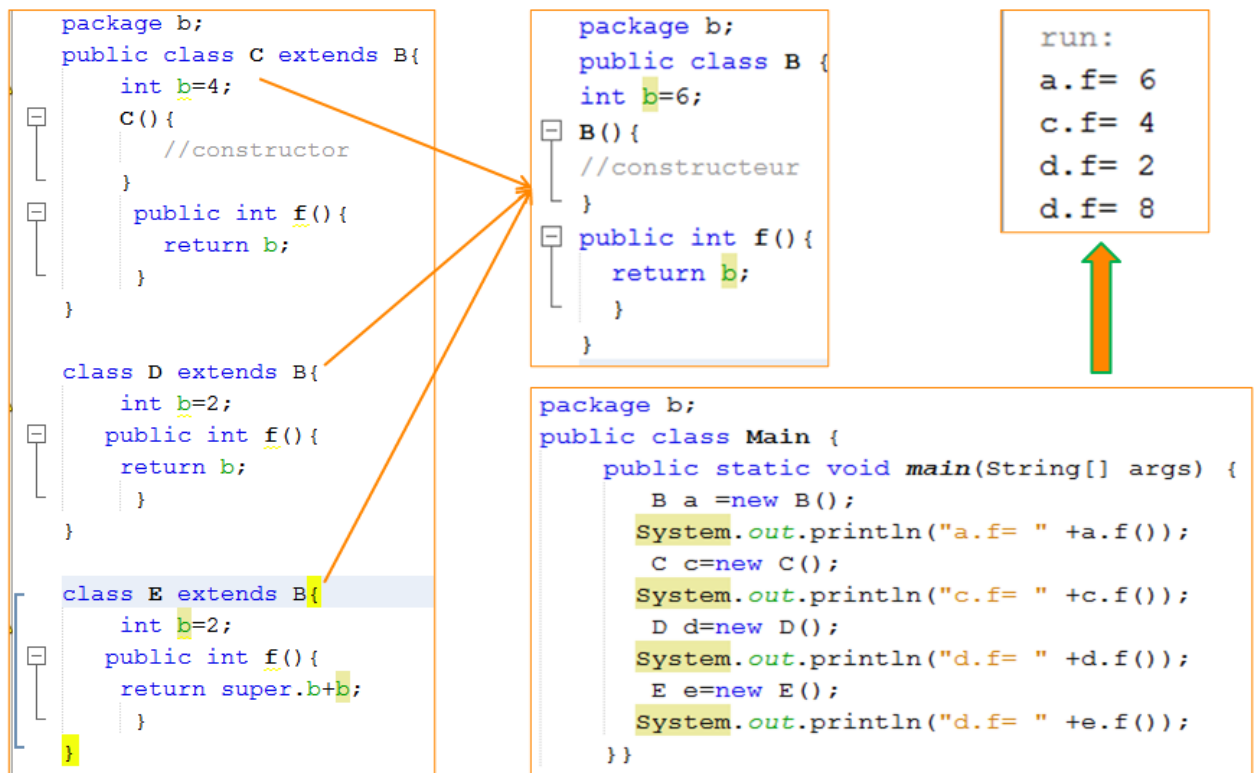 package b;
public class C extends B{
int b=4;
C(){
//constructor
}
public int f(){
return b;
}
}
class D extends B{
int b=2;
public int f(){
return b;
}
}
class E extends B{
int b=2;
public int f(){
return super.b+b;
}
}
package b;
public class B {
int b=6;
B(){
//constructeur
}
public int f(){
return b;
}
}
run:
a.f= 6
c.f= 4
d.f= 2
d.f= 8
package b;
public class Main {
public static void main(String[] args) {
B a =new B();
System.out.println("a.f= " +a.f());
C c=new C();
System.out.println("c.f= " +c.f());
D d=new D();
System.out.println("d.f= " +d.f());
E e=new E();
System.out.println("d.f= " +e.f());
}}